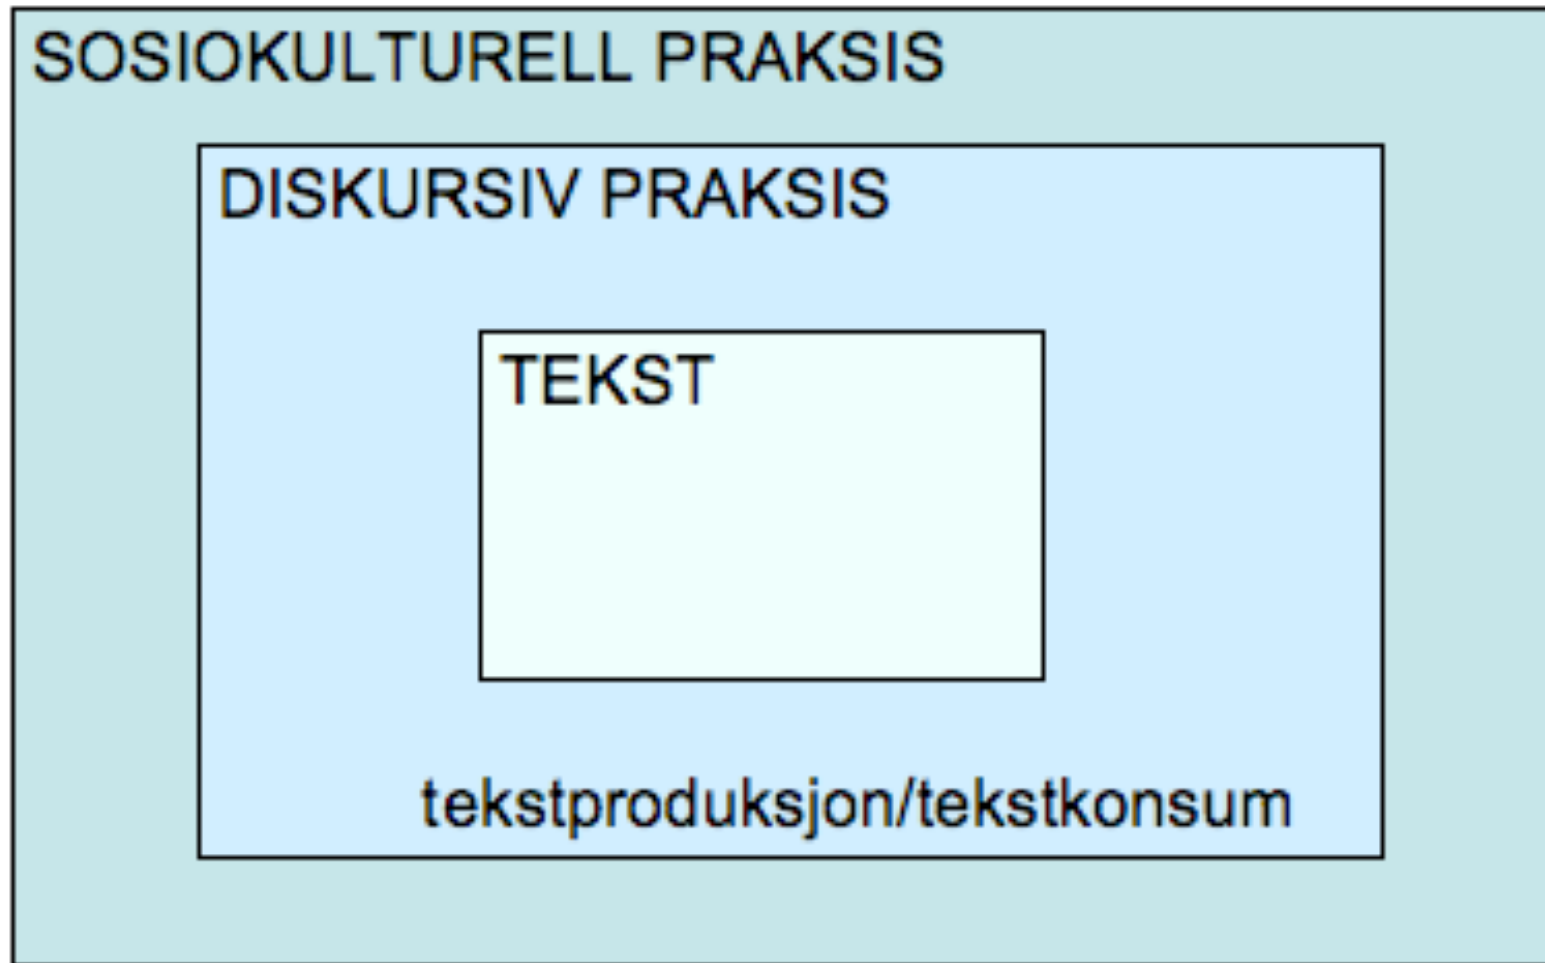 SOSIOKULTURELL PRAKSIS
DISKURSIV PRAKSIS
TEKST
tekstproduksjon/tekstkonsum